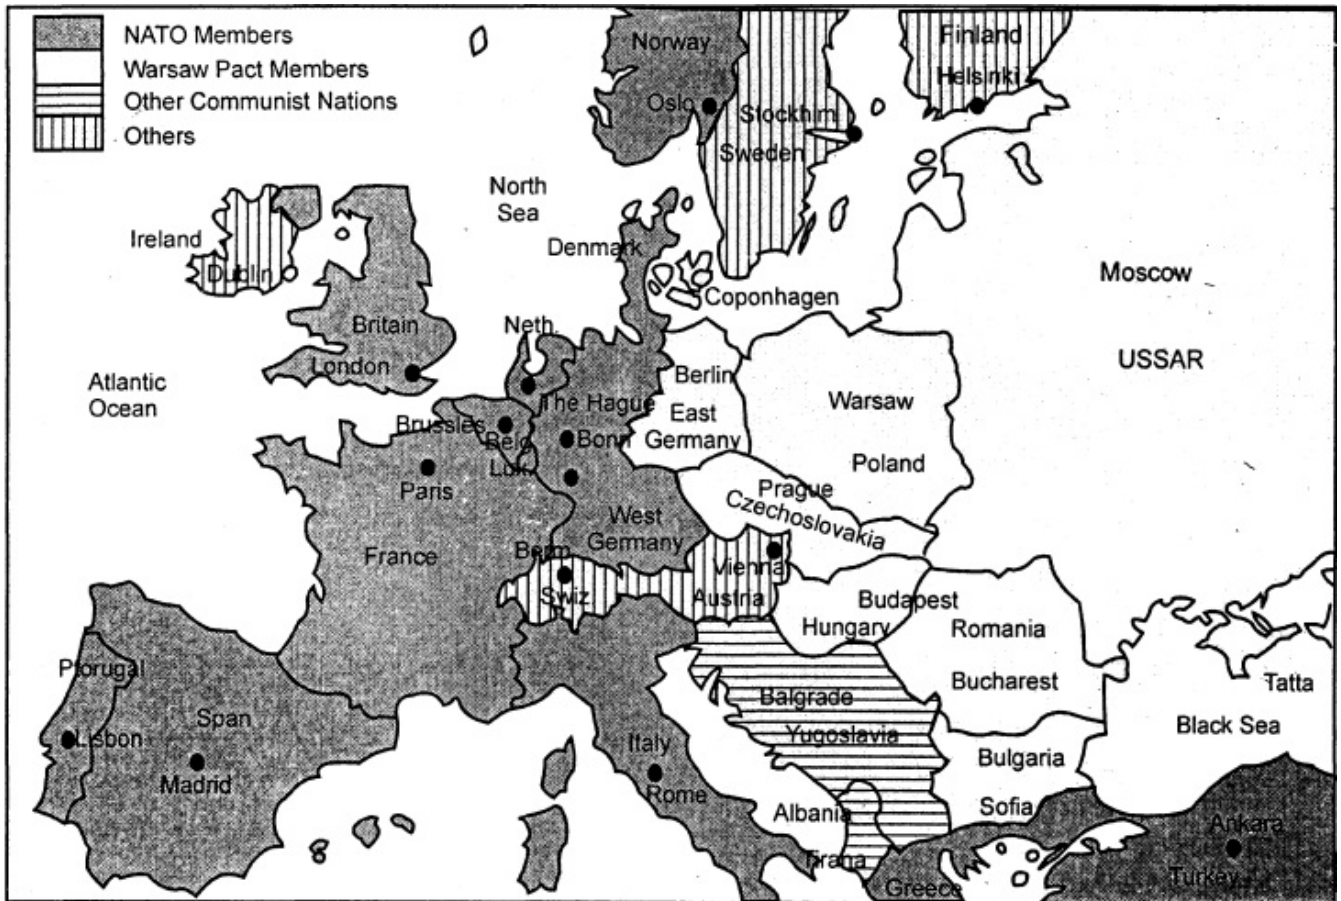 NATO Members
Warsaw Pact Members
Other Communist Nations
Others
Norway
Oslo
Finland
Helsinki
Stockhim
Sweden
North
Sea
Ireland
Dublin
Denmark
Coponhagen
Moscow
USSAR
Britain
London
Neth.
Atlantic
Ocean
The Hague
Brussles
Belg
Bonn
Lux.
Berlin
East
Germany
Warsaw
Poland
Paris
Prague
Czechoslovakia
West
Germany
France
Bern
Swiz.
Vienna
Austria
Budapest
Hungary
Romania
Bucharest
Ptorugal
Lisbon
Span
Madrid
Balgrade
Yugoslavia
Tatta
Black Sea
Italy
Rome
Bulgaria
Sofia
Albania
Ankara
Turkey
Greece